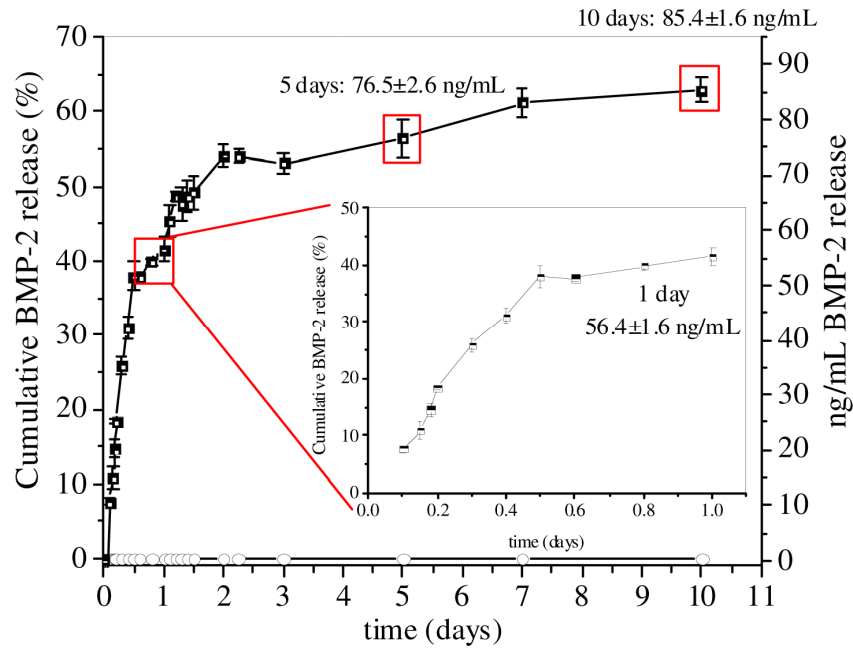 10 days: 85.4±1.6 ng/mL
5 days: 76.5±2.6 ng/mL
Cumulative BMP-2 release (%)
70
60
50
40
30
20
10
0
0 1 2 3 4 5 6 7 8 9 10 11
time (days)
95
90
80
70
60
50
40
30
20
10
0
ng/mL BMP-2 release
Cumulative BMP-2 release (%)
50
40
30
20
10
0
0.0 0.2 0.4 0.6 0.8 1.0
time (days)
1 day
56.4±1.6 ng/mL